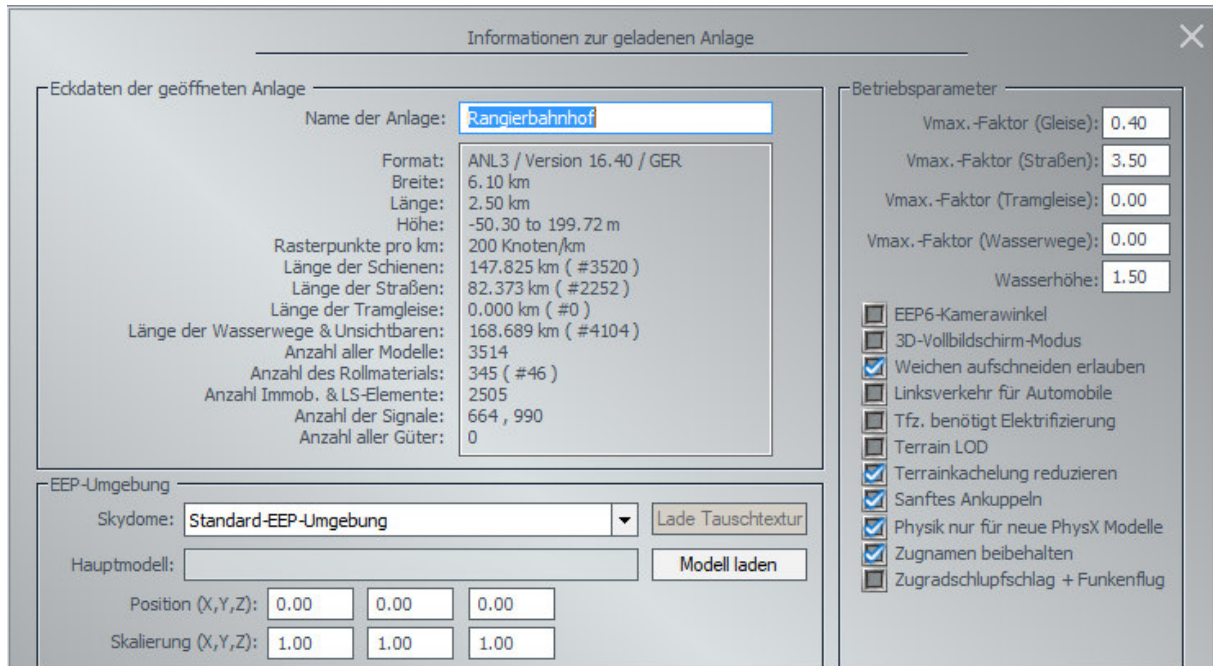 Informationen zur geladenen Anlage
Eckdaten der geöffneten Anlage
Name der Anlage: Rangierbahnhof
Format: ANL3 / Version 16.40 / GER
Breite: 6.10 km
Länge: 2.50 km
Höhe: -50.30 to 199.72 m
Rasterpunkte pro km: 200 Knoten/km
Länge der Schienen: 147.825 km ( #3520 )
Länge der Straßen: 82.373 km ( #2252 )
Länge der Tramgleise: 0.000 km ( #0 )
Länge der Wasserwege & Unsichtbaren: 168.689 km ( #4104 )
Anzahl aller Modelle: 3514
Anzahl des Rollmaterials: 345 ( #46 )
Anzahl Immob. & LS-Elemente: 2505
Anzahl der Signale: 664 , 990
Anzahl aller Güter: 0
EEP-Umgebung
Skydome: Standard-EEP-Umgebung Lade Tauschtextur
Hauptmodell: Modell laden
Position (X,Y,Z): 0.00 0.00 0.00
Skalierung (X,Y,Z): 1.00 1.00 1.00
Betriebsparameter
Vmax.-Faktor (Gleise): 0.40
Vmax.-Faktor (Straßen): 3.50
Vmax.-Faktor (Tramgleise): 0.00
Vmax.-Faktor (Wasserwege): 0.00
Wasserhöhe: 1.50
EEP6-Kamerawinkel
3D-Vollbildschirm-Modus
Weichen aufschneiden erlauben
Linksverkehr für Automobile
Tfz. benötigt Elektrifizierung
Terrain LOD
Terrainkachelung reduzieren
Sanftes Ankuppeln
Physik nur für neue PhysX Modelle
Zugnamen beibehalten
Zugradschlupfschlag + Funkenflug